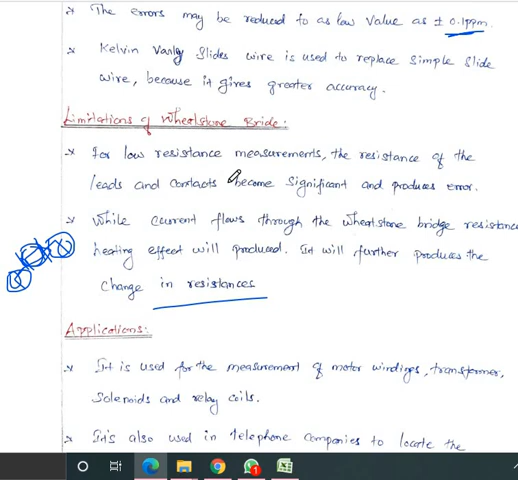 * The errors may be reduced to as low value as ± 0.1ppm
* Kelvin Varley Slides wire is used to replace simple slide
wire, because it gives greater accuracy.
Limitations of Wheatstone Bride:
* For low resistance measurements, the resistance of the
leads and contacts become significant and produces error.
* While current flows through the wheatstone bridge resistance
heating effect will produced. It will further produces the
change in resistances
Applications:
* It is used for the measurement of motor windings, transformer,
Solenoids and relay coils.
* It's also used in telephone companies to locate the
1